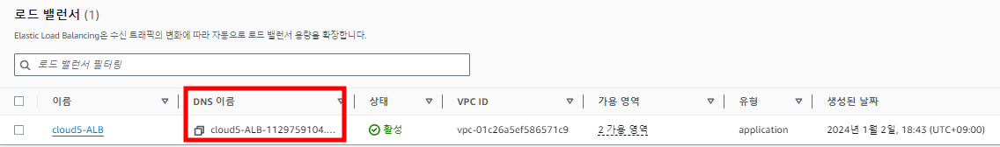 로드 밸런서 (1)
Elastic Load Balancing은 수신 트래픽의 변화에 따라 자동으로 로드 밸런서 용량을 확장합니다.
로드 밸런서 필터링
이름 DNS 이름 상태 VPC ID 가용 영역 유형 생성된 날짜
cloud5-ALB cloud5-ALB-1129759104.... 활성 vpc-01c26a5ef586571c9 2 가용 영역 application 2024년 1월 2일, 18:43 (UTC+09:00)